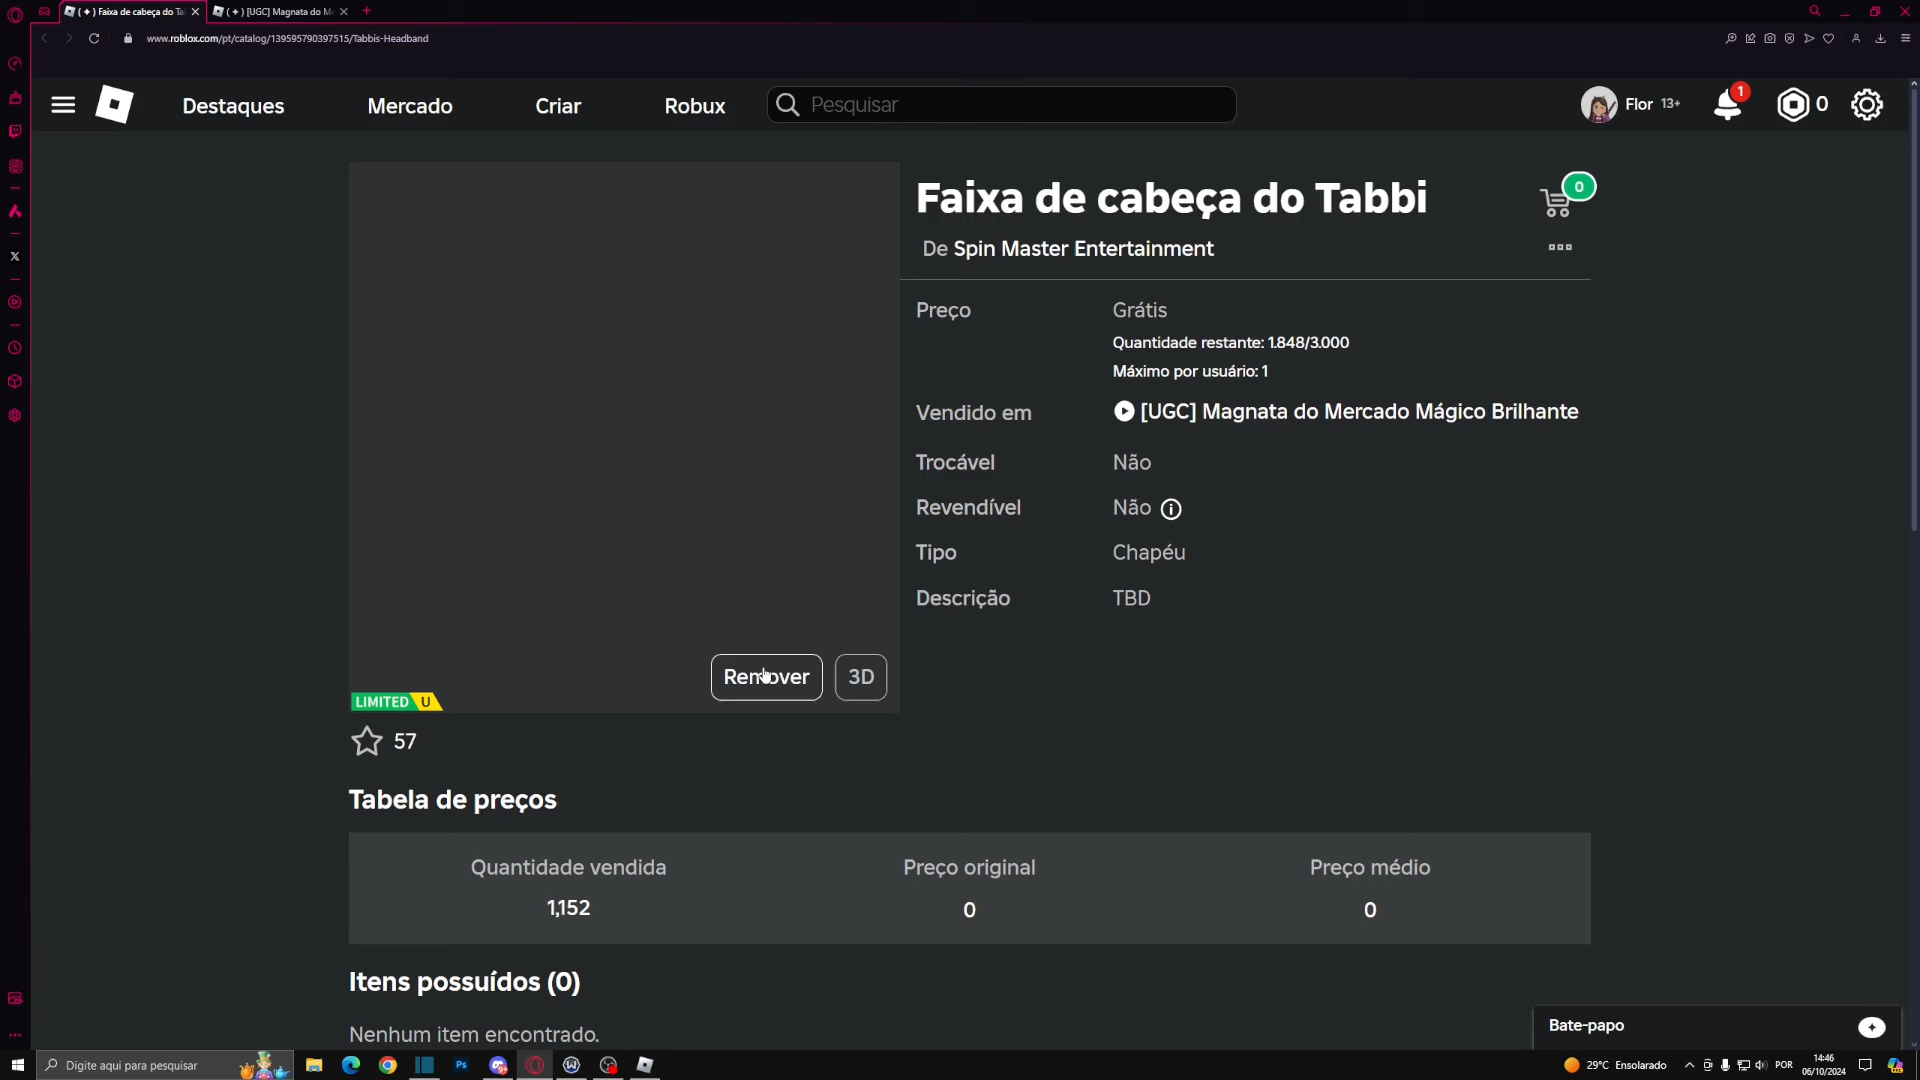 ( ✦ ) Faixa de cabeça do Ta
( ✦ ) [UGC] Magnata do M
www.roblox.com/pt/catalog/139595790397515/Tabbis-Headband
Destaques
Mercado
Criar
Robux
Pesquisar
Flor 13+
1
0
Faixa de cabeça do Tabbi
0
De Spin Master Entertainment
Preço
Grátis
Quantidade restante: 1.848/3.000
Máximo por usuário: 1
Vendido em
[UGC] Magnata do Mercado Mágico Brilhante
Trocável
Não
Revendível
Não
Tipo
Chapéu
Descrição
TBD
Remover
3D
LIMITED U
57
Tabela de preços
Quantidade vendida
Preço original
Preço médio
1,152
0
0
Itens possuídos (0)
Nenhum item encontrado.
Bate-papo
Digite aqui para pesquisar
Ps
29°C Ensolarado
POR
14:46
06/10/2024